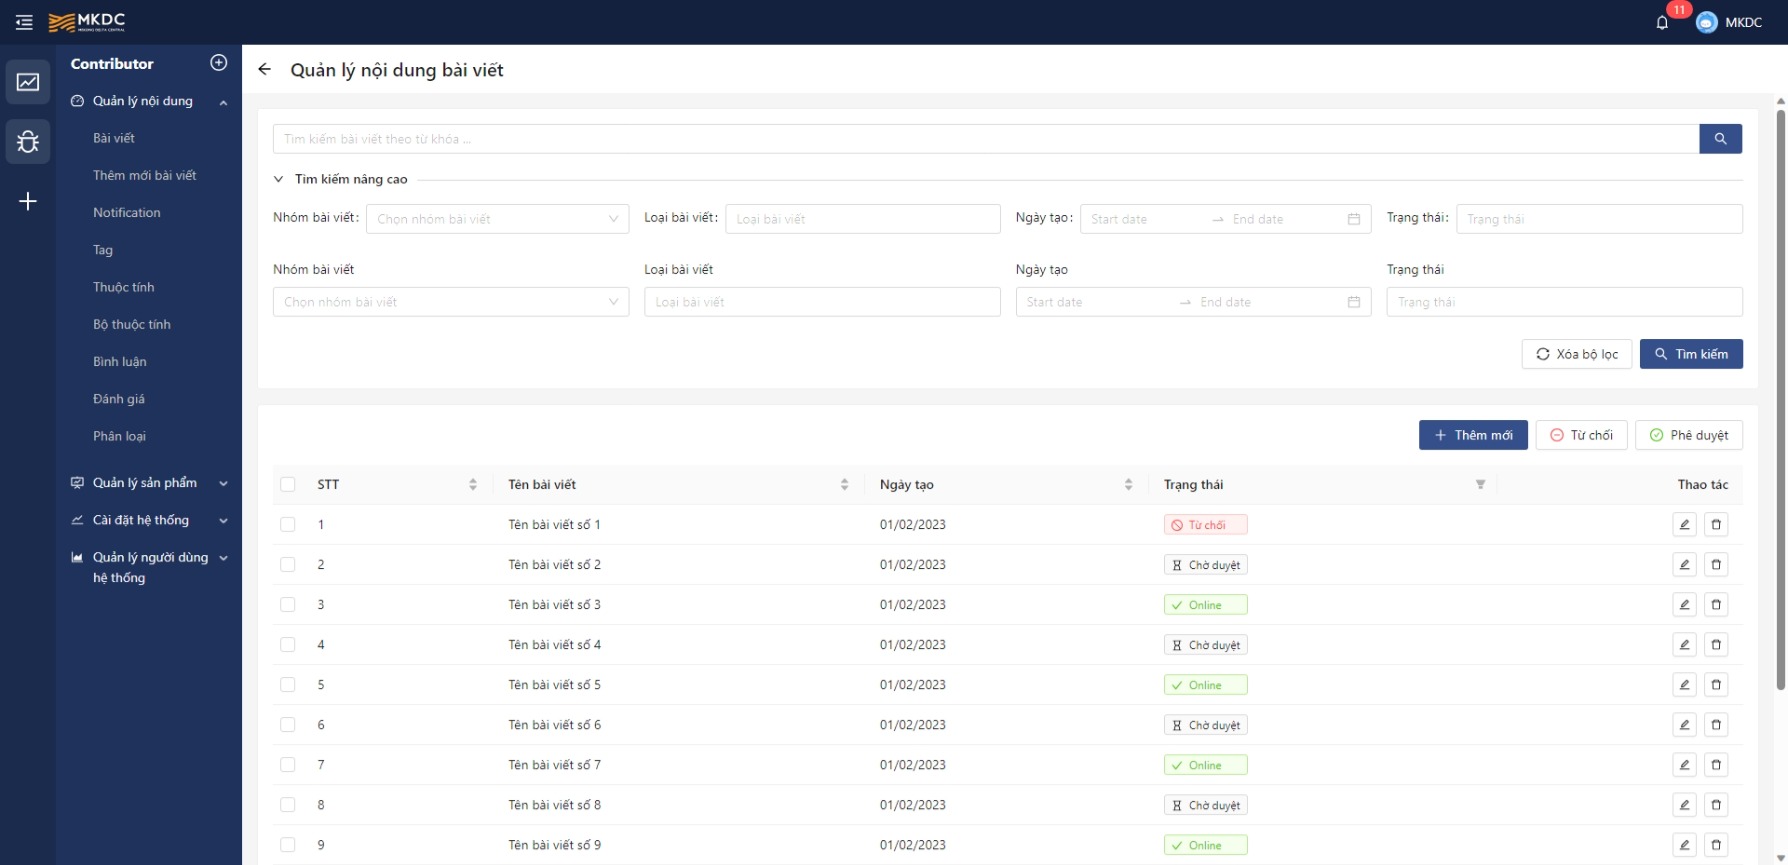 MKDC
MEKONG DELTA CENTRAL
11
MKDC
Contributor
Quản lý nội dung
Bài viết
Thêm mới bài viết
Notification
Tag
Thuộc tính
Bộ thuộc tính
Bình luận
Đánh giá
Phân loại
Quản lý sản phẩm
Cài đặt hệ thống
Quản lý người dùng
hệ thống
Quản lý nội dung bài viết
Tìm kiếm bài viết theo từ khóa ...
Tìm kiếm nâng cao
Nhóm bài viết: Chọn nhóm bài viết Loại bài viết: Loại bài viết Ngày tạo: Start date End date Trạng thái: Trạng thái
Nhóm bài viết Loại bài viết Ngày tạo Trạng thái
Chọn nhóm bài viết Loại bài viết Start date End date Trạng thái
Xóa bộ lọc Tìm kiếm
Thêm mới Từ chối Phê duyệt
STT Tên bài viết Ngày tạo Trạng thái Thao tác
1 Tên bài viết số 1 01/02/2023 Từ chối
2 Tên bài viết số 2 01/02/2023 Chờ duyệt
3 Tên bài viết số 3 01/02/2023 Online
4 Tên bài viết số 4 01/02/2023 Chờ duyệt
5 Tên bài viết số 5 01/02/2023 Online
6 Tên bài viết số 6 01/02/2023 Chờ duyệt
7 Tên bài viết số 7 01/02/2023 Online
8 Tên bài viết số 8 01/02/2023 Chờ duyệt
9 Tên bài viết số 9 01/02/2023 Online